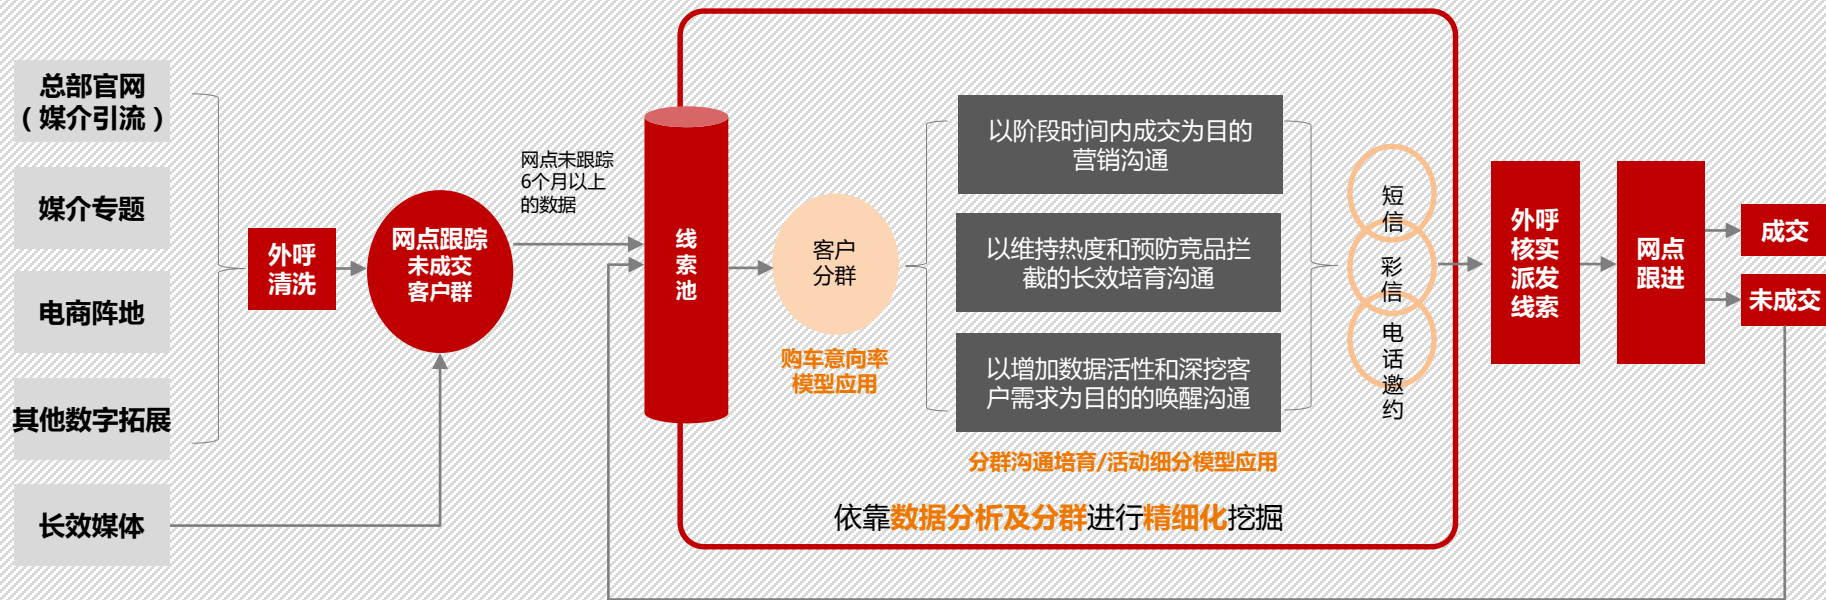 总部官网
（媒介引流）
媒介专题
电商阵地
其他数字拓展
长效媒体
外呼
清洗
网点跟踪
未成交
客户群
网点未跟踪
6个月以上
的数据
线
索
池
客户
分群
购车意向率
模型应用
以阶段时间内成交为目的
营销沟通
以维持热度和预防竞品拦
截的长效培育沟通
以增加数据活性和深挖客
户需求为目的的唤醒沟通
分群沟通培育/活动细分模型应用
依靠数据分析及分群进行精细化挖掘
短
信
彩
信
电
话
邀
约
外呼
核实
派发
线索
网点
跟进
成交
未成交